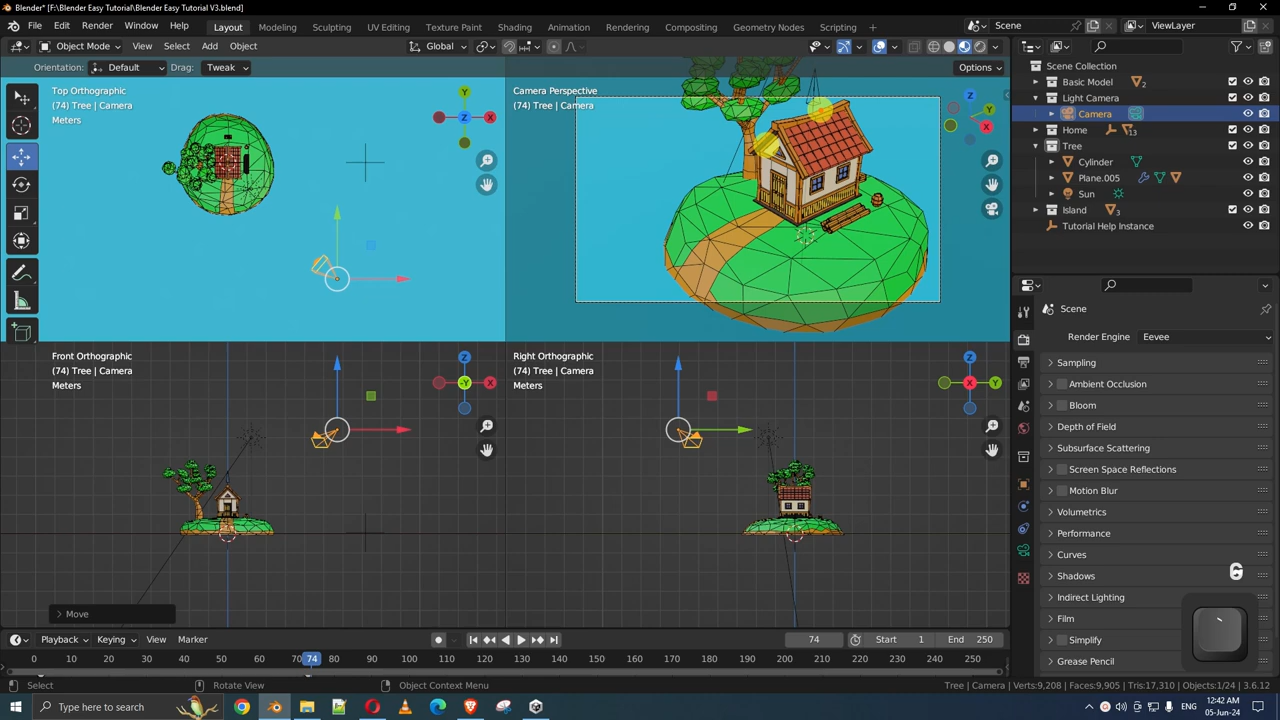 Blender* [F:\Blender Easy Tutorial\Blender Easy Tutorial V3.blend]
File Edit Render Window Help Layout Modeling Sculpting UV Editing Texture Paint Shading Animation Rendering Compositing Geometry Nodes Scripting Scene ViewLayer
Object Mode View Select Add Object Global
Orientation: Default Drag: Tweak Options
Top Orthographic
(74) Tree | Camera
Meters
Y
Z
X
Camera Perspective
(74) Tree | Camera
Z
Y
X
Front Orthographic
(74) Tree | Camera
Meters
Z
-Y
X
Right Orthographic
(74) Tree | Camera
Meters
Z
X
Y
Move
Scene Collection
Basic Model 2
Light Camera
Camera
Home 13
Tree
Cylinder
Plane.005
Sun
Island 3
Tutorial Help Instance
Scene
Render Engine Eevee
Sampling
Ambient Occlusion
Bloom
Depth of Field
Subsurface Scattering
Screen Space Reflections
Motion Blur
Volumetrics
Performance
Curves
Shadows
G
Indirect Lighting
Film
Simplify
Grease Pencil
Playback Keying View Marker 74 Start 1 End 250
0 10 20 30 40 50 60 70 74 80 90 100 110 120 130 140 150 160 170 180 190 200 210 220 230 240 250
Select Rotate View Object Context Menu Tree | Camera | Verts:9,208 | Faces:9,905 | Tris:17,310 | Objects:1/24 | 3.6.12
Type here to search ENG 12:42 AM
05-Jun-24